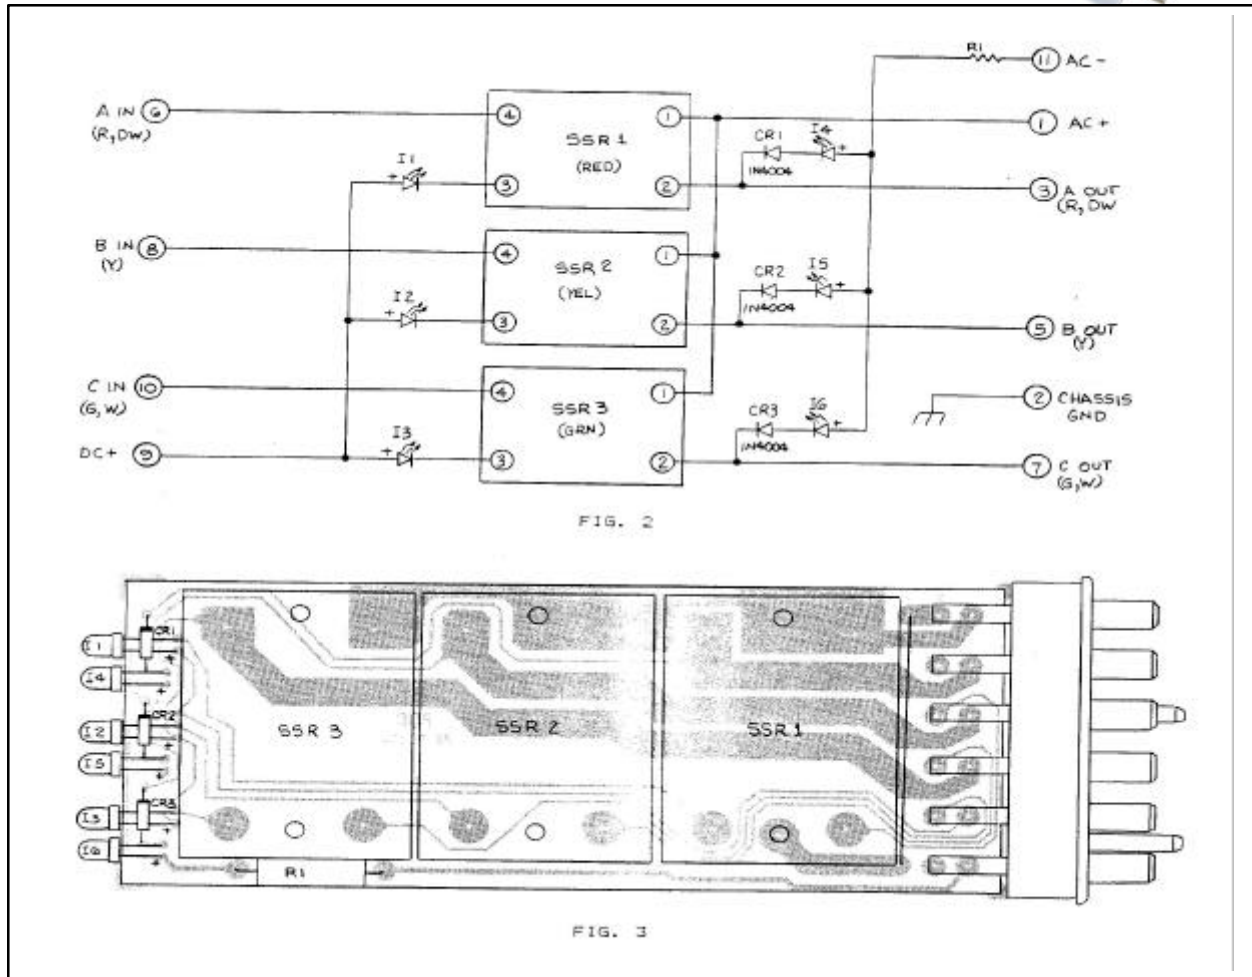 R1
11 AC -
A IN 6
(R,DW)
4
SSR 1
(RED)
1
1 AC+
I1
+
3
2
CR1
1N4004
I4
+
3 A OUT
(R, DW
B IN 8
(Y)
4
SSR 2
(YEL)
1
I2
+
3
2
CR2
1N4004
I5
+
5 B OUT
(Y)
C IN 10
(G,W)
4
SSR 3
(GRN)
1
2 CHASSIS
GND
DC+ 9
I3
+
3
2
CR3
1N4004
I6
+
7 C OUT
(G,W)
FIG. 2
I1
CR1
I4
+
I2
CR2
I5
+
I3
CR3
I6
+
SSR 3
SSR 2
SSR 1
R1
FIG. 3